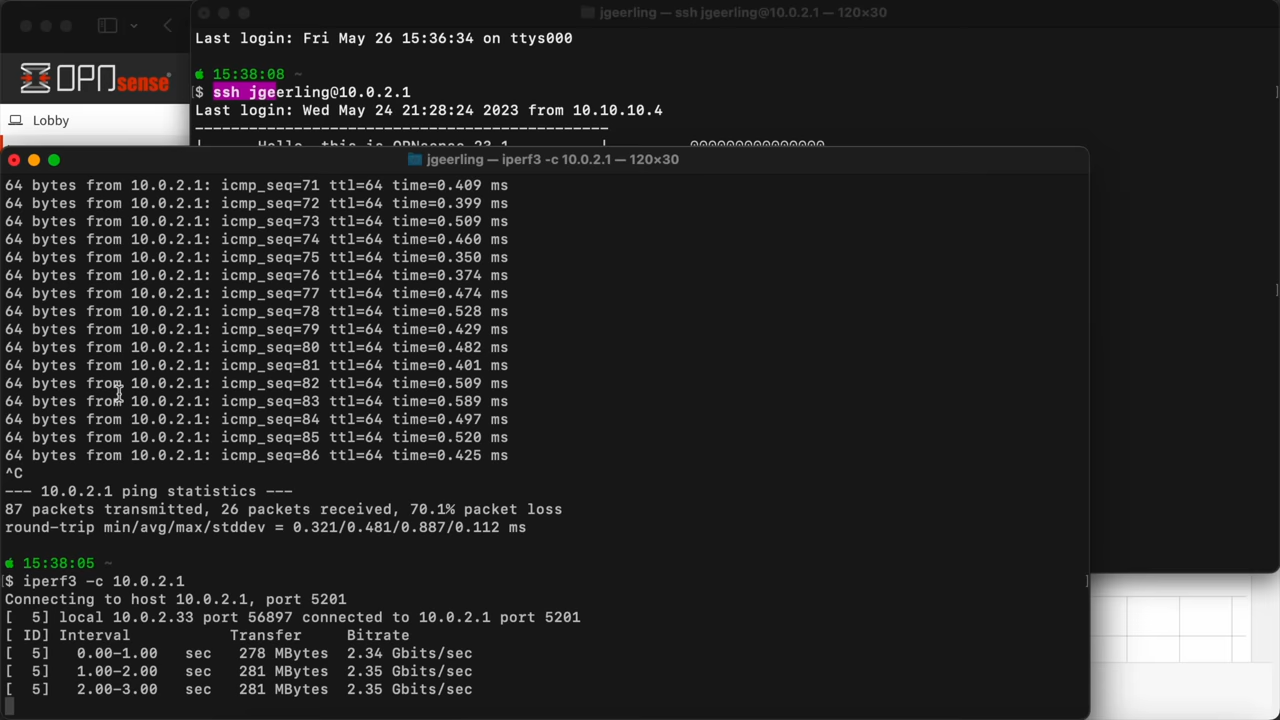 jgeerling — ssh jgeerling@10.0.2.1 — 120×30
Last login: Fri May 26 15:36:34 on ttys000
15:38:08 ~
[$ ssh jgeerling@10.0.2.1 ]
Last login: Wed May 24 21:28:24 2023 from 10.10.10.4
----------------------------------------------
| Hello, this is OPNsense 23.1 | @@@@@@@@@@@@@@@
OPNsense
Lobby
jgeerling — iperf3 -c 10.0.2.1 — 120×30
64 bytes from 10.0.2.1: icmp_seq=71 ttl=64 time=0.409 ms
64 bytes from 10.0.2.1: icmp_seq=72 ttl=64 time=0.399 ms
64 bytes from 10.0.2.1: icmp_seq=73 ttl=64 time=0.509 ms
64 bytes from 10.0.2.1: icmp_seq=74 ttl=64 time=0.460 ms
64 bytes from 10.0.2.1: icmp_seq=75 ttl=64 time=0.350 ms
64 bytes from 10.0.2.1: icmp_seq=76 ttl=64 time=0.374 ms
64 bytes from 10.0.2.1: icmp_seq=77 ttl=64 time=0.474 ms
64 bytes from 10.0.2.1: icmp_seq=78 ttl=64 time=0.528 ms
64 bytes from 10.0.2.1: icmp_seq=79 ttl=64 time=0.429 ms
64 bytes from 10.0.2.1: icmp_seq=80 ttl=64 time=0.482 ms
64 bytes from 10.0.2.1: icmp_seq=81 ttl=64 time=0.401 ms
64 bytes from 10.0.2.1: icmp_seq=82 ttl=64 time=0.509 ms
64 bytes from 10.0.2.1: icmp_seq=83 ttl=64 time=0.589 ms
64 bytes from 10.0.2.1: icmp_seq=84 ttl=64 time=0.497 ms
64 bytes from 10.0.2.1: icmp_seq=85 ttl=64 time=0.520 ms
64 bytes from 10.0.2.1: icmp_seq=86 ttl=64 time=0.425 ms
^C
--- 10.0.2.1 ping statistics ---
87 packets transmitted, 26 packets received, 70.1% packet loss
round-trip min/avg/max/stddev = 0.321/0.481/0.887/0.112 ms
15:38:05 ~
[$ iperf3 -c 10.0.2.1 ]
Connecting to host 10.0.2.1, port 5201
[  5] local 10.0.2.33 port 56897 connected to 10.0.2.1 port 5201
[ ID] Interval Transfer Bitrate
[  5] 0.00-1.00 sec 278 MBytes 2.34 Gbits/sec
[  5] 1.00-2.00 sec 281 MBytes 2.35 Gbits/sec
[  5] 2.00-3.00 sec 281 MBytes 2.35 Gbits/sec